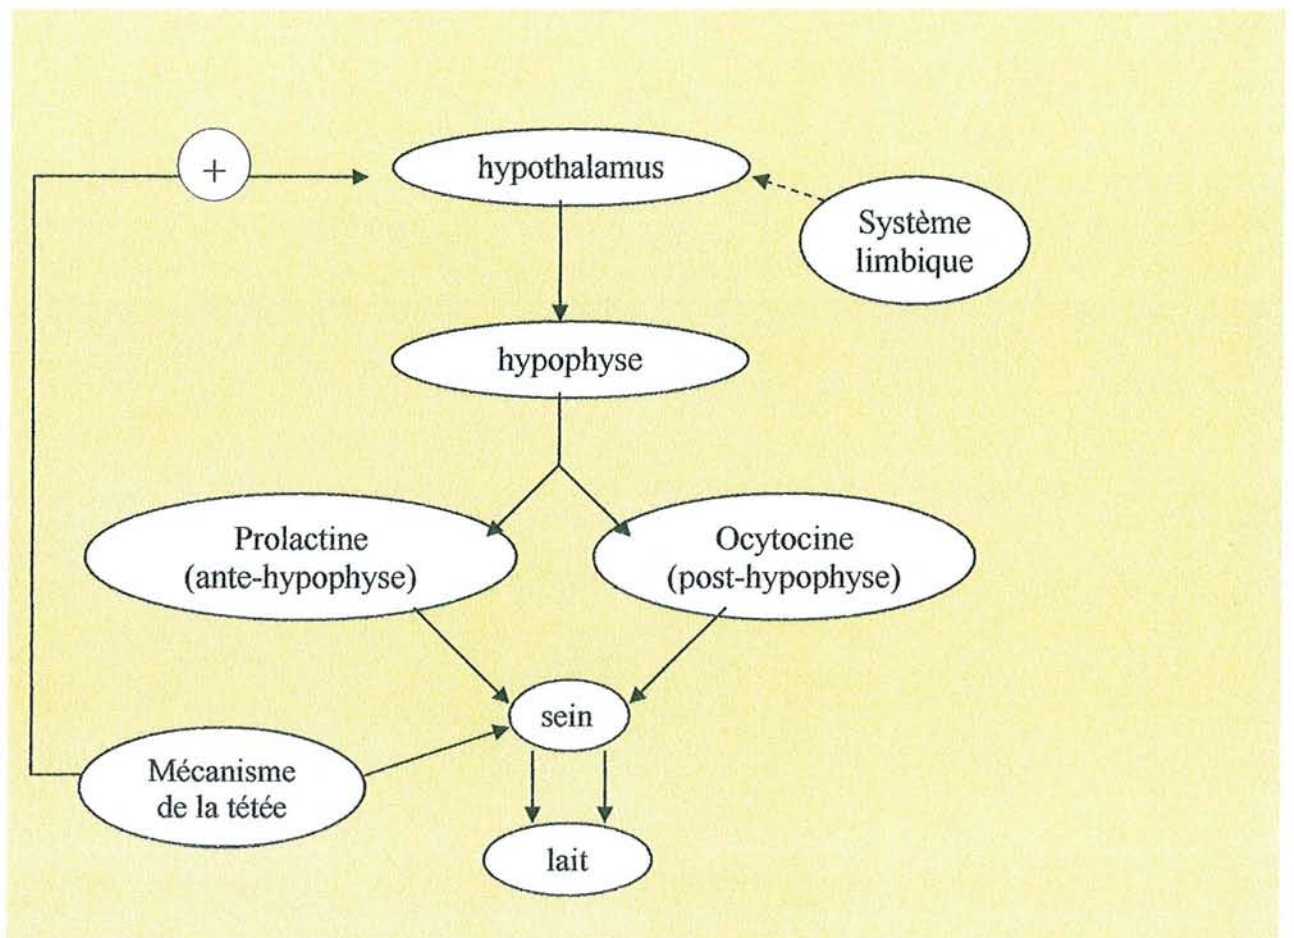 +
hypothalamus
Système
limbique
hypophyse
Prolactine
(ante-hypophyse)
Ocytocine
(post-hypophyse)
sein
Mécanisme
de la tétée
lait